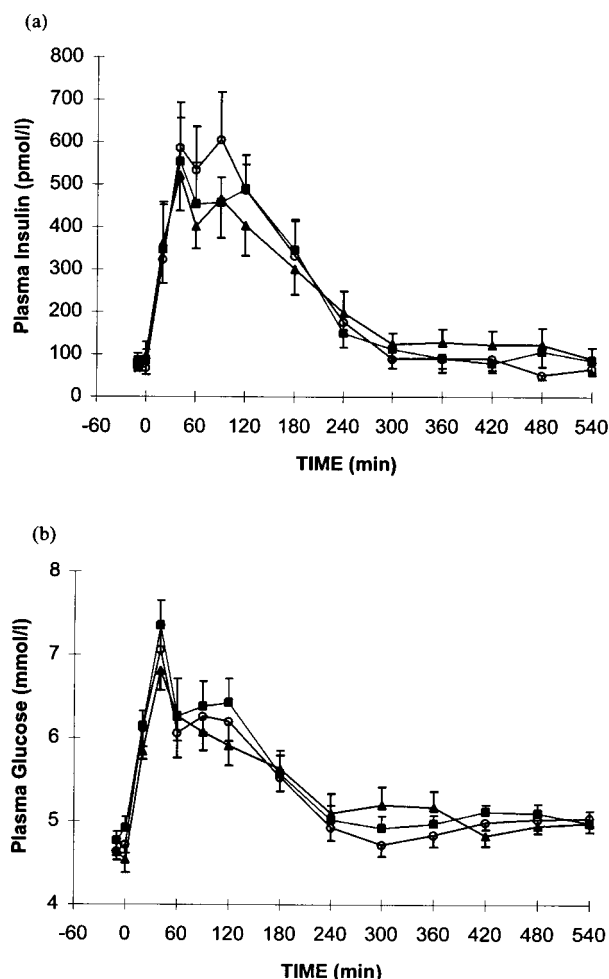 (a)
800
700
600
500
400
300
200
100
0
Plasma Insulin (pmol/l)
-60 0 60 120 180 240 300 360 420 480 540
TIME (min)
(b)
8
7
6
5
4
Plasma Glucose (mmol/l)
-60 0 60 120 180 240 300 360 420 480 540
TIME (min)